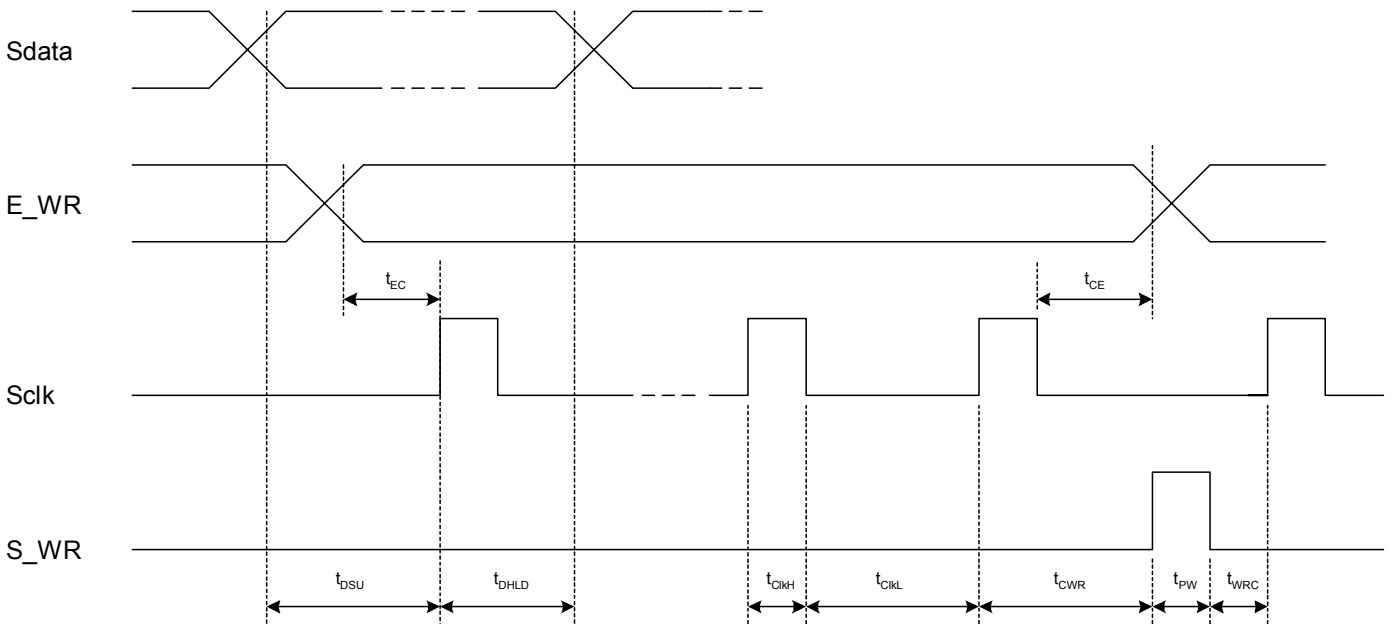 Sdata
E_WR
tEC
tCE
Sclk
S_WR
tDSU
tDHLD
tClkH
tClkL
tCWR
tPW
tWRC